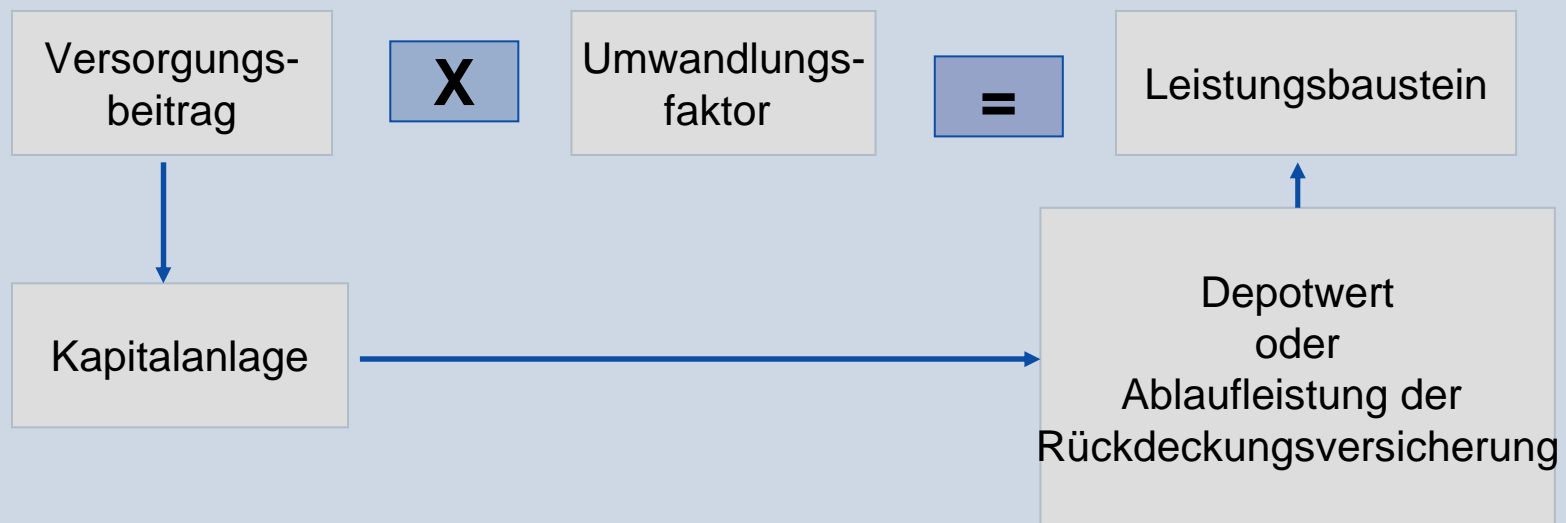 Versorgungs-
beitrag
X
Umwandlungs-
faktor
=
Leistungsbaustein
Kapitalanlage
Depotwert
oder
Ablaufleistung der
Rückdeckungsversicherung